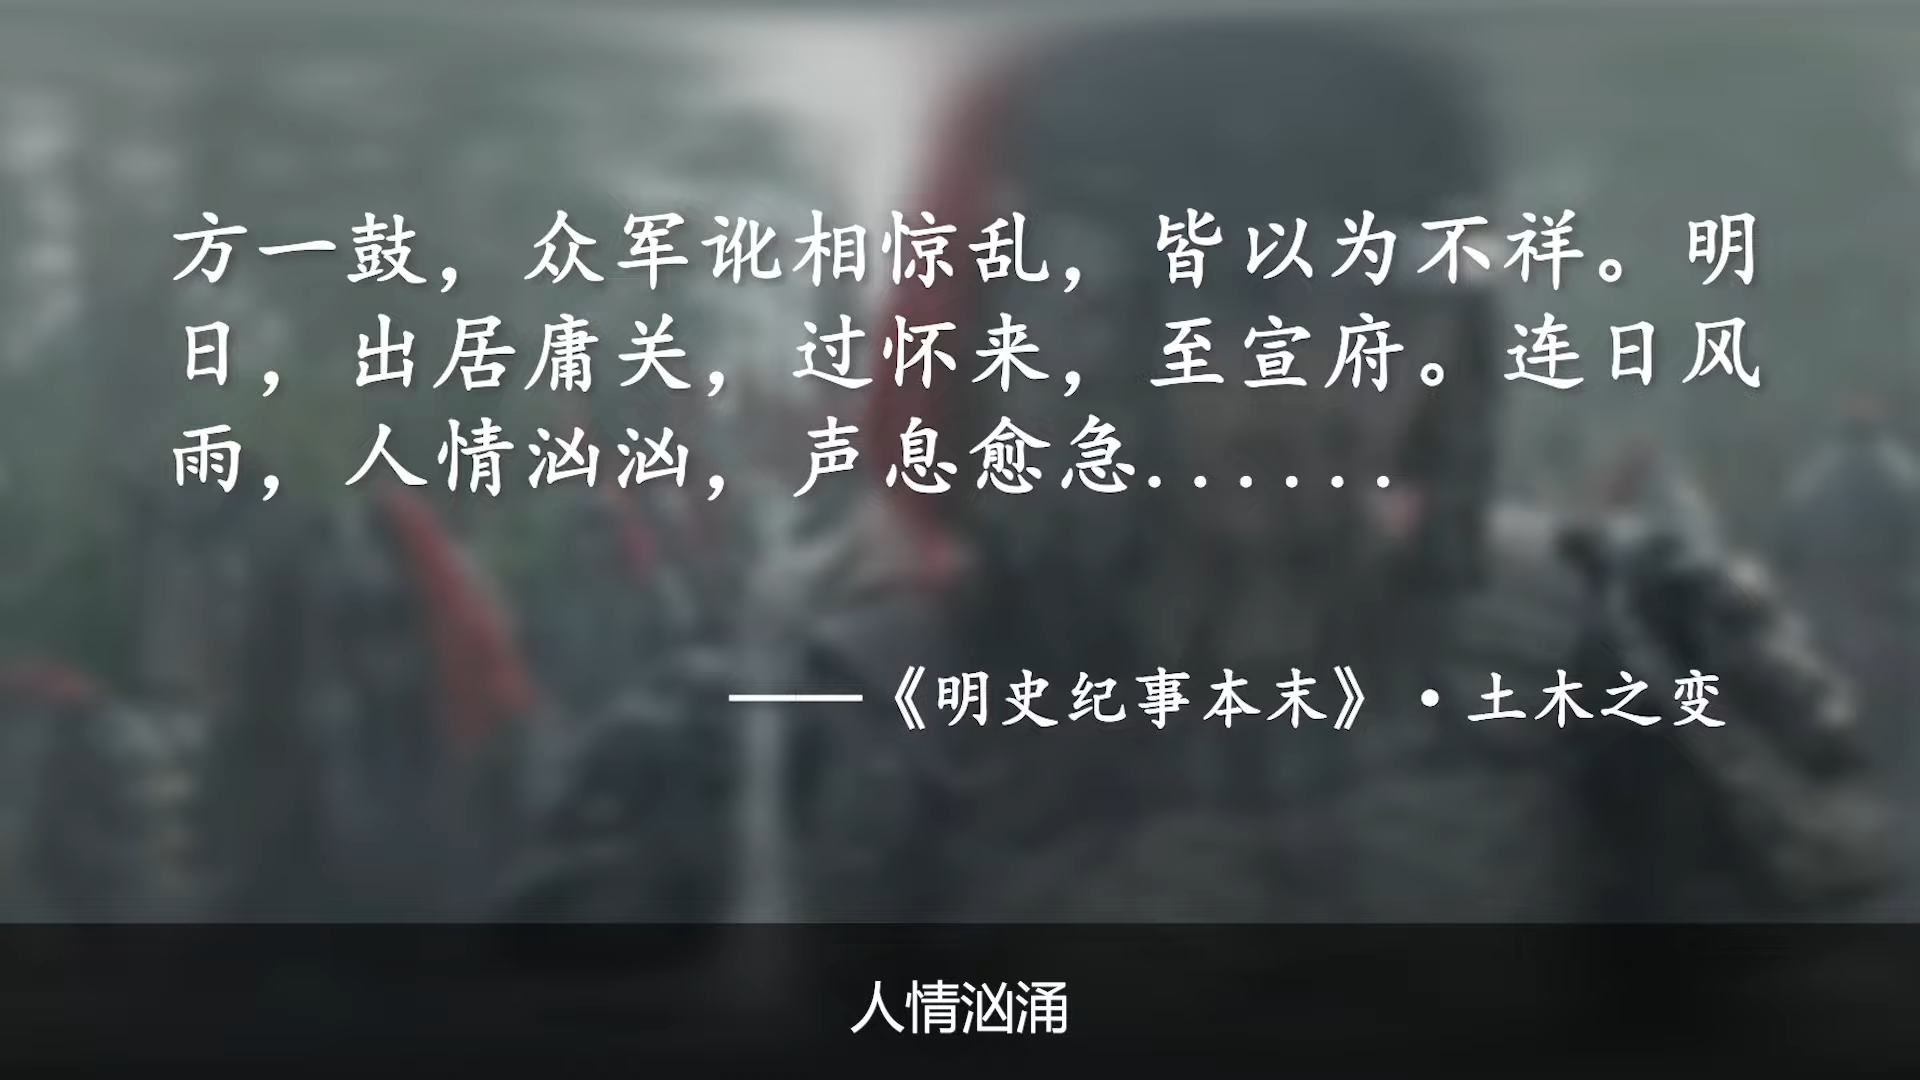 方一鼓，众军讹相惊乱，皆以为不祥。明
日，出居庸关，过怀来，至宣府。连日风
雨，人情汹汹，声息愈急......
——《明史纪事本末》·土木之变
人情汹涌